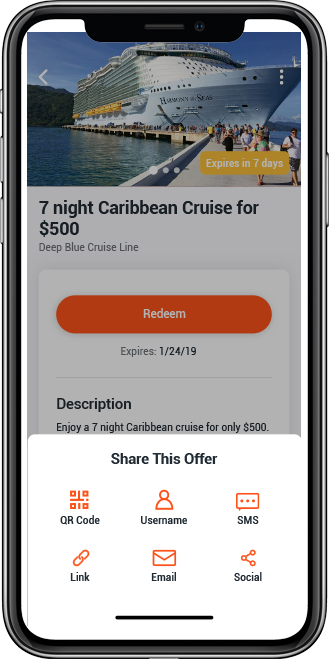 HARMONY OF THE SEAS
Expires in 7 days
7 night Caribbean Cruise for
$500
Deep Blue Cruise Line
Redeem
Expires: 1/24/19
Description
Enjoy a 7 night Caribbean cruise for only $500.
Share This Offer
QR Code Username SMS
Link Email Social